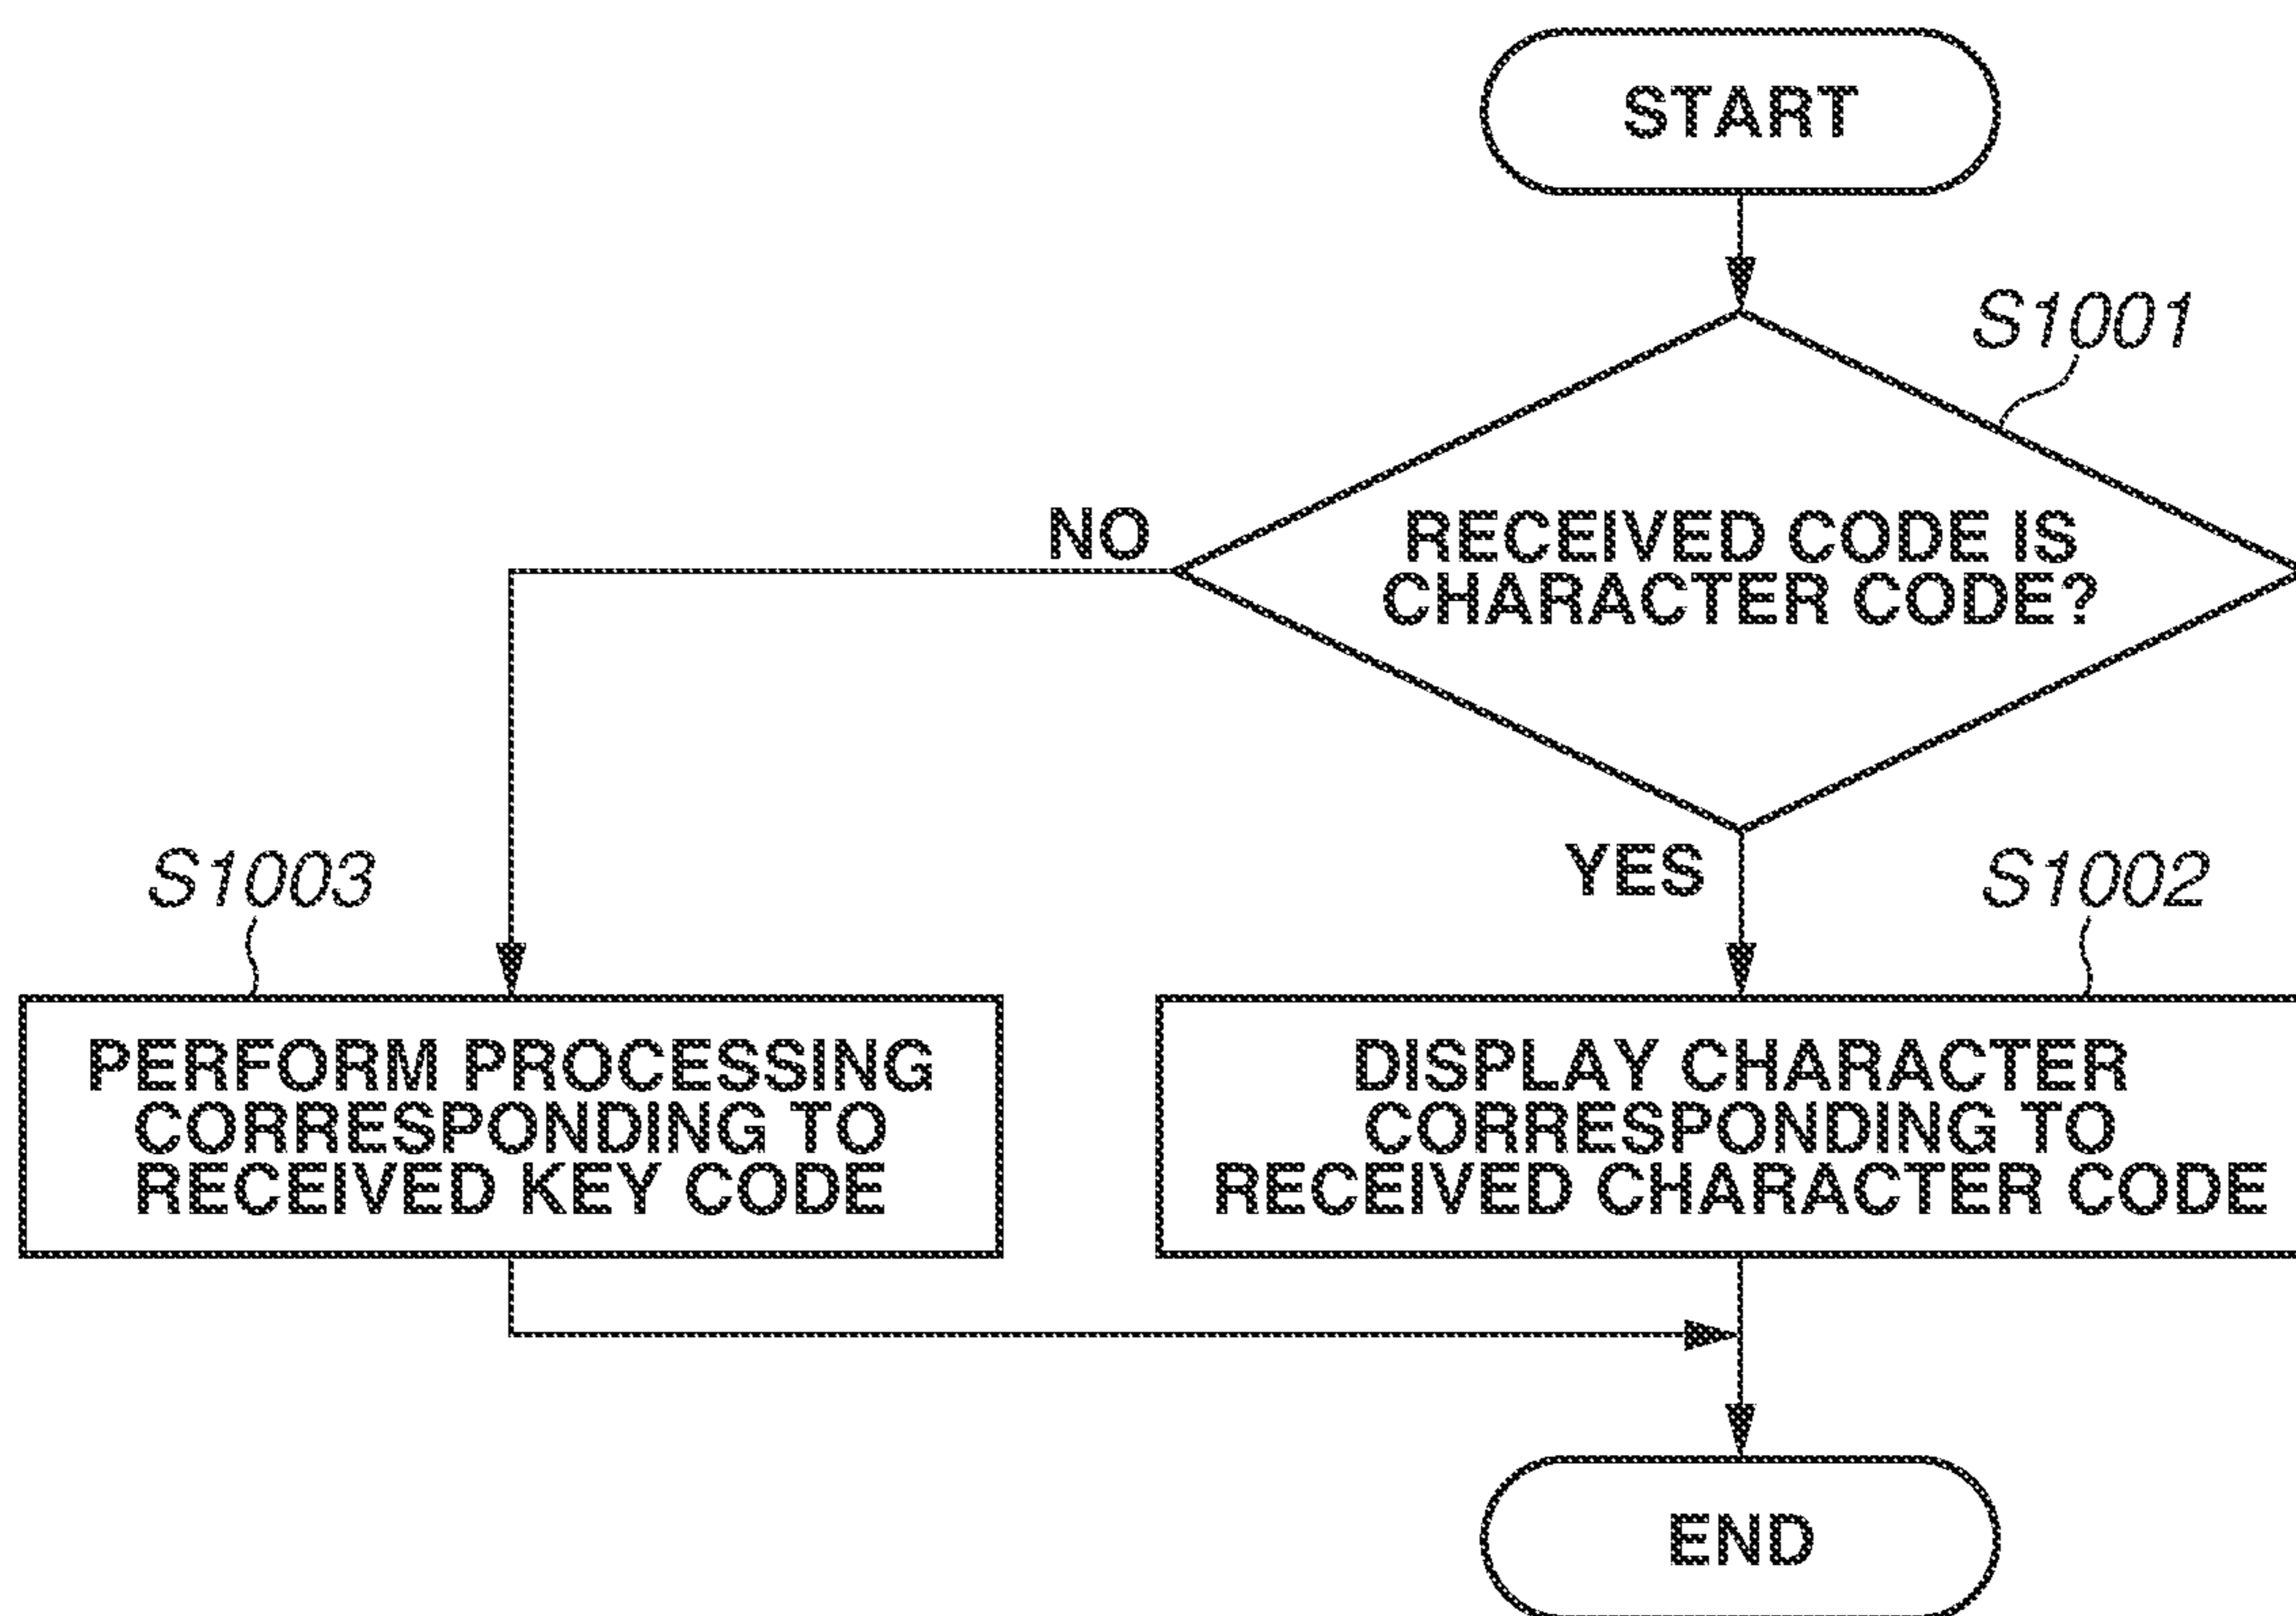 START
S1001
NO
RECEIVED CODE IS
CHARACTER CODE?
YES
S1003
S1002
PERFORM PROCESSING
CORRESPONDING TO
RECEIVED KEY CODE
DISPLAY CHARACTER
CORRESPONDING TO
RECEIVED CHARACTER CODE
END